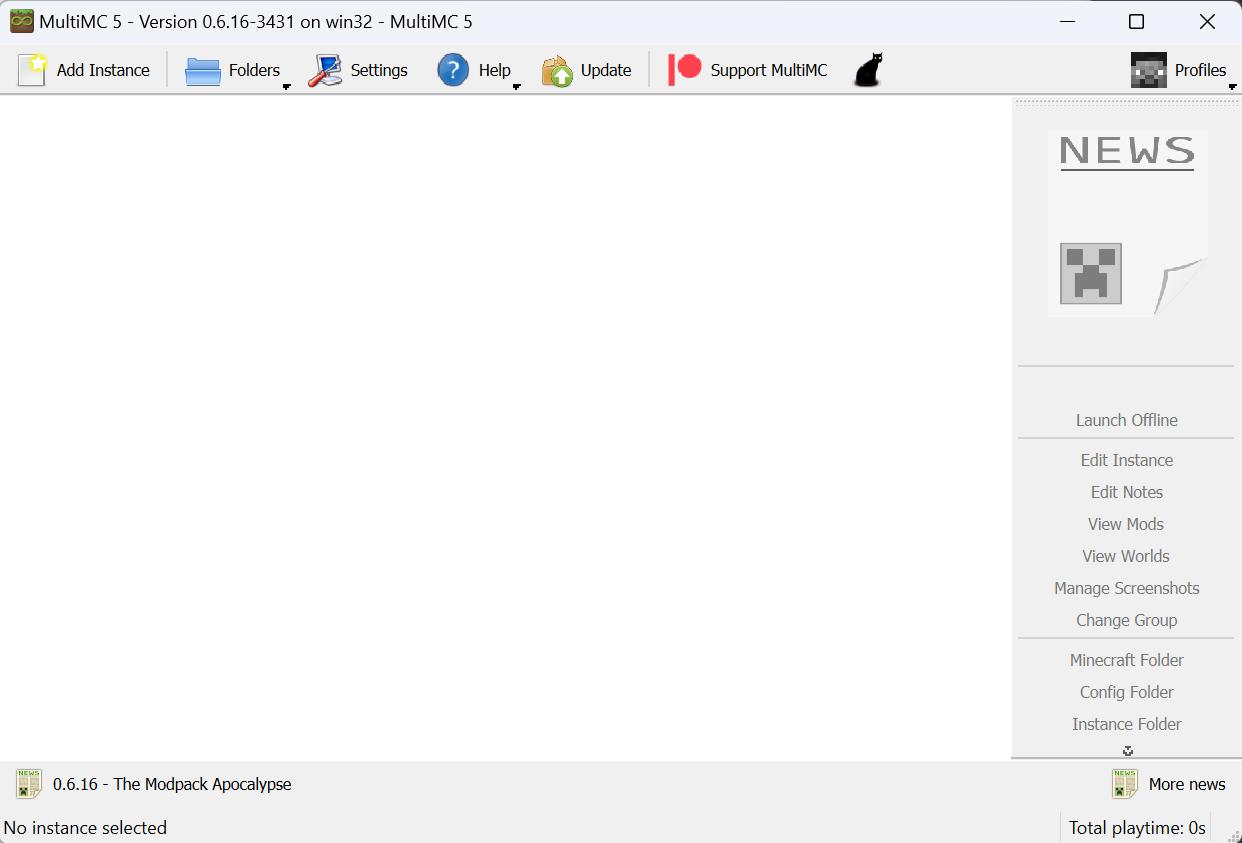 MultiMC 5 - Version 0.6.16-3431 on win32 - MultiMC 5
Add Instance Folders Settings Help Update Support MultiMC Profiles
NEWS
Launch Offline
Edit Instance
Edit Notes
View Mods
View Worlds
Manage Screenshots
Change Group
Minecraft Folder
Config Folder
Instance Folder
NEWS 0.6.16 - The Modpack Apocalypse NEWS More news
No instance selected Total playtime: 0s